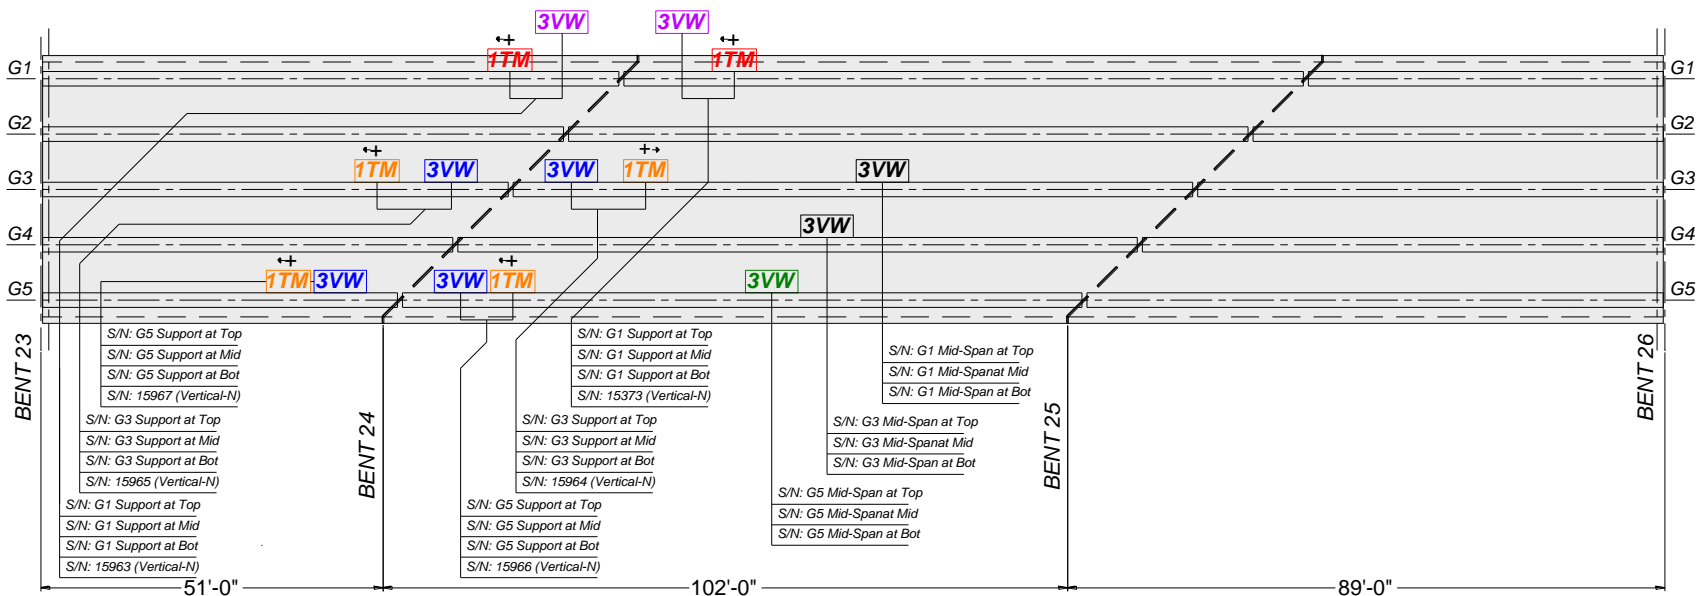 3VW 3VW
1TM 1TM
G1 G1
G2 G2
1TM 3VW 3VW 1TM 3VW
G3 G3
3VW
G4 G4
1TM 3VW 3VW 1TM 3VW
G5 G5
BENT 23
S/N: G5 Support at Top
S/N: G5 Support at Mid
S/N: G5 Support at Bot
S/N: 15967 (Vertical-N)
S/N: G3 Support at Top
S/N: G3 Support at Mid
S/N: G3 Support at Bot
S/N: 15965 (Vertical-N)
S/N: G1 Support at Top
S/N: G1 Support at Mid
S/N: G1 Support at Bot
S/N: 15963 (Vertical-N)
BENT 24
S/N: G1 Support at Top
S/N: G1 Support at Mid
S/N: G1 Support at Bot
S/N: 15373 (Vertical-N)
S/N: G3 Support at Top
S/N: G3 Support at Mid
S/N: G3 Support at Bot
S/N: 15964 (Vertical-N)
S/N: G5 Support at Top
S/N: G5 Support at Mid
S/N: G5 Support at Bot
S/N: 15966 (Vertical-N)
S/N: G1 Mid-Span at Top
S/N: G1 Mid-Spanat Mid
S/N: G1 Mid-Span at Bot
S/N: G3 Mid-Span at Top
S/N: G3 Mid-Spanat Mid
S/N: G3 Mid-Span at Bot
S/N: G5 Mid-Span at Top
S/N: G5 Mid-Spanat Mid
S/N: G5 Mid-Span at Bot
BENT 25
BENT 26
51'-0" 102'-0" 89'-0"